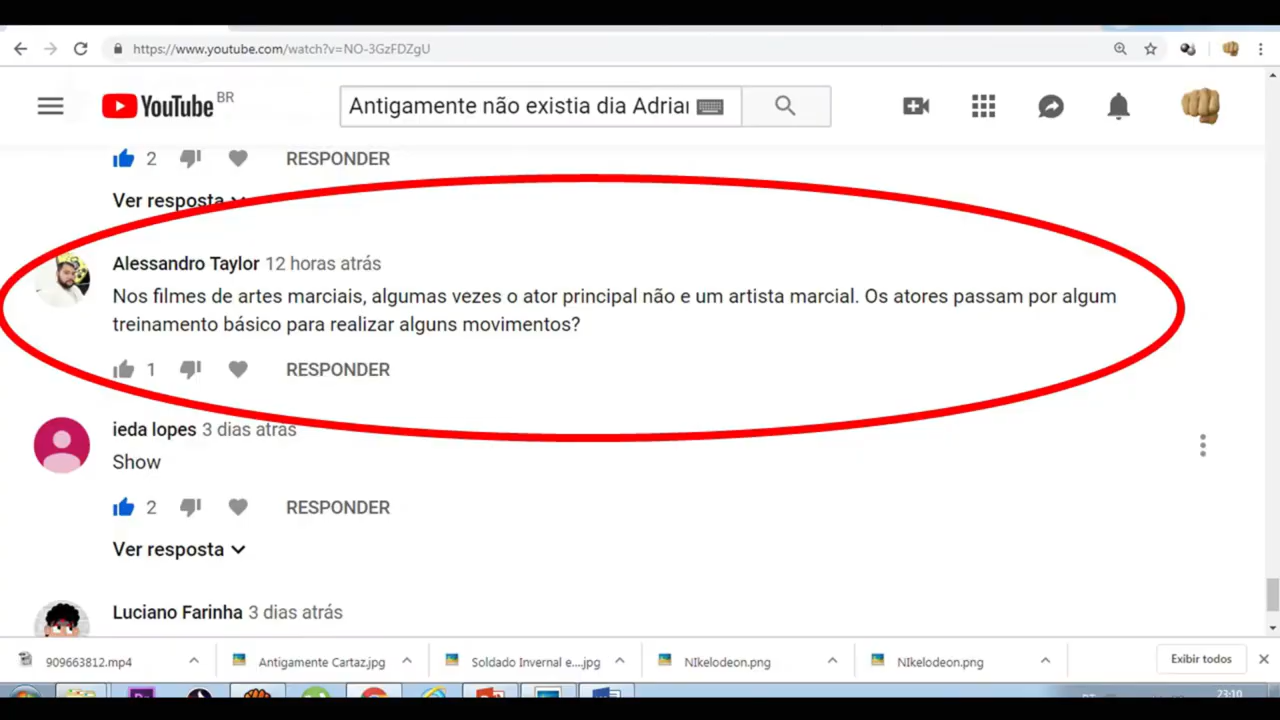 https://www.youtube.com/watch?v=NO-3GzFDZgU
YouTube BR
Antigamente não existia dia Adrian
2 RESPONDER
Ver resposta
Alessandro Taylor 12 horas atrás
Nos filmes de artes marciais, algumas vezes o ator principal não e um artista marcial. Os atores passam por algum
treinamento básico para realizar alguns movimentos?
1 RESPONDER
ieda lopes 3 dias atrás
Show
2 RESPONDER
Ver resposta
Luciano Farinha 3 dias atrás
909663812.mp4 Antigamente Cartaz.jpg Soldado Invernal e....jpg NIkelodeon.png NIkelodeon.png Exibir todos
23:10